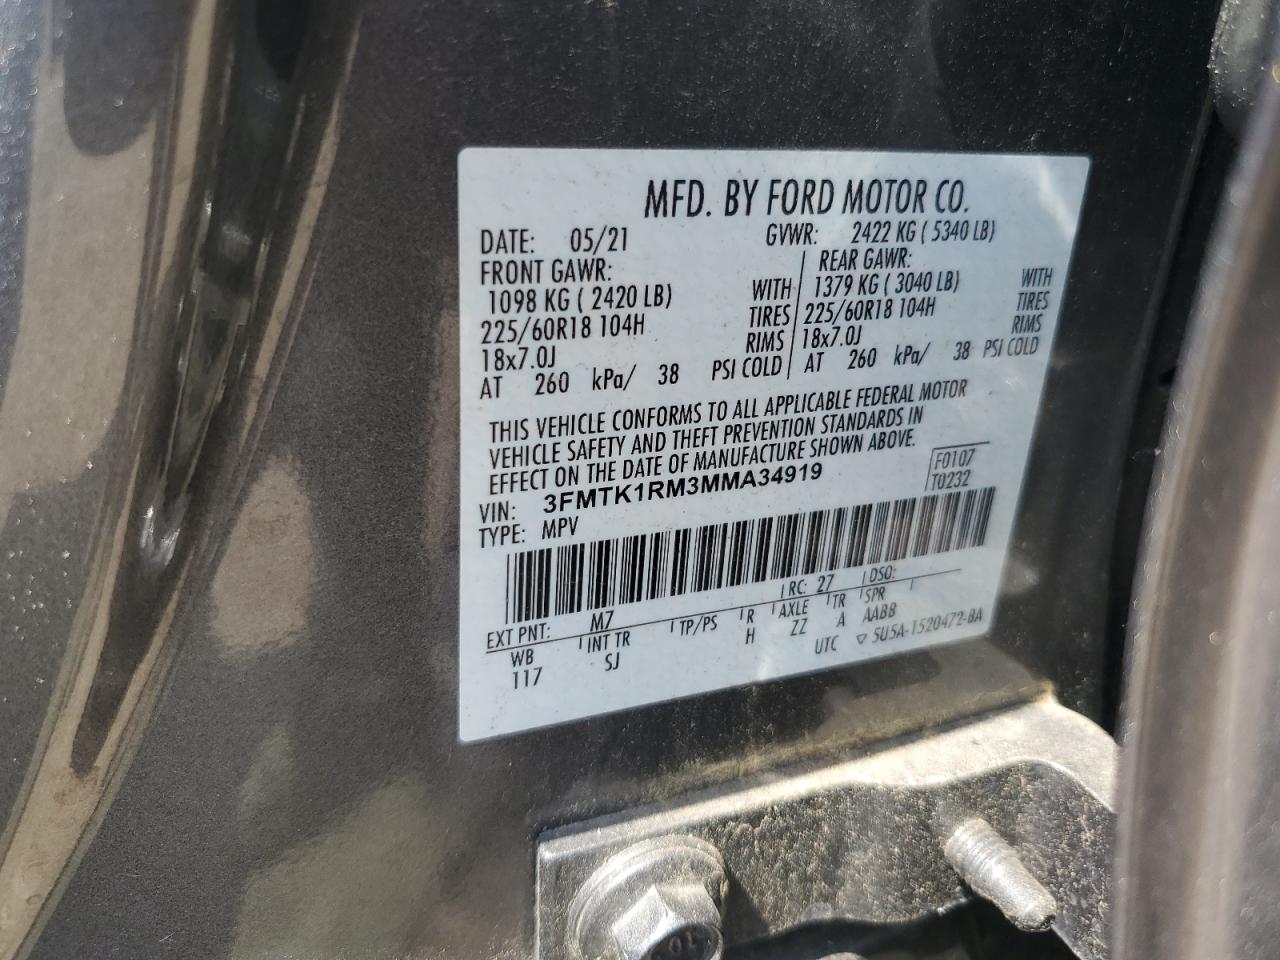 MFD. BY FORD MOTOR CO.
DATE: 05/21 GVWR: 2422 KG ( 5340 LB)
FRONT GAWR: REAR GAWR:
1098 KG ( 2420 LB) WITH 1379 KG ( 3040 LB) WITH
225/60R18 104H TIRES 225/60R18 104H TIRES
18x7.0J RIMS 18x7.0J RIMS
AT 260 kPa/ 38 PSI COLD AT 260 kPa/ 38 PSI COLD
THIS VEHICLE CONFORMS TO ALL APPLICABLE FEDERAL MOTOR
VEHICLE SAFETY AND THEFT PREVENTION STANDARDS IN
EFFECT ON THE DATE OF MANUFACTURE SHOWN ABOVE.
F0107
VIN: 3FMTK1RM3MMA34919 T0232
TYPE: MPV
EXT PNT: M7 RC: 27 DSO:
WB INT TR TP/PS R AXLE TR SPR
117 SJ H ZZ A AABB
UTC ▽ 5U5A-1520472-BA
10